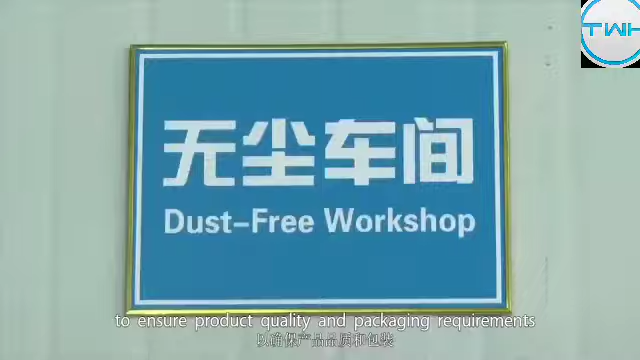 TWH
无尘车间
Dust-Free Workshop
to ensure product quality and packaging requirements
以确保产品品质和包装